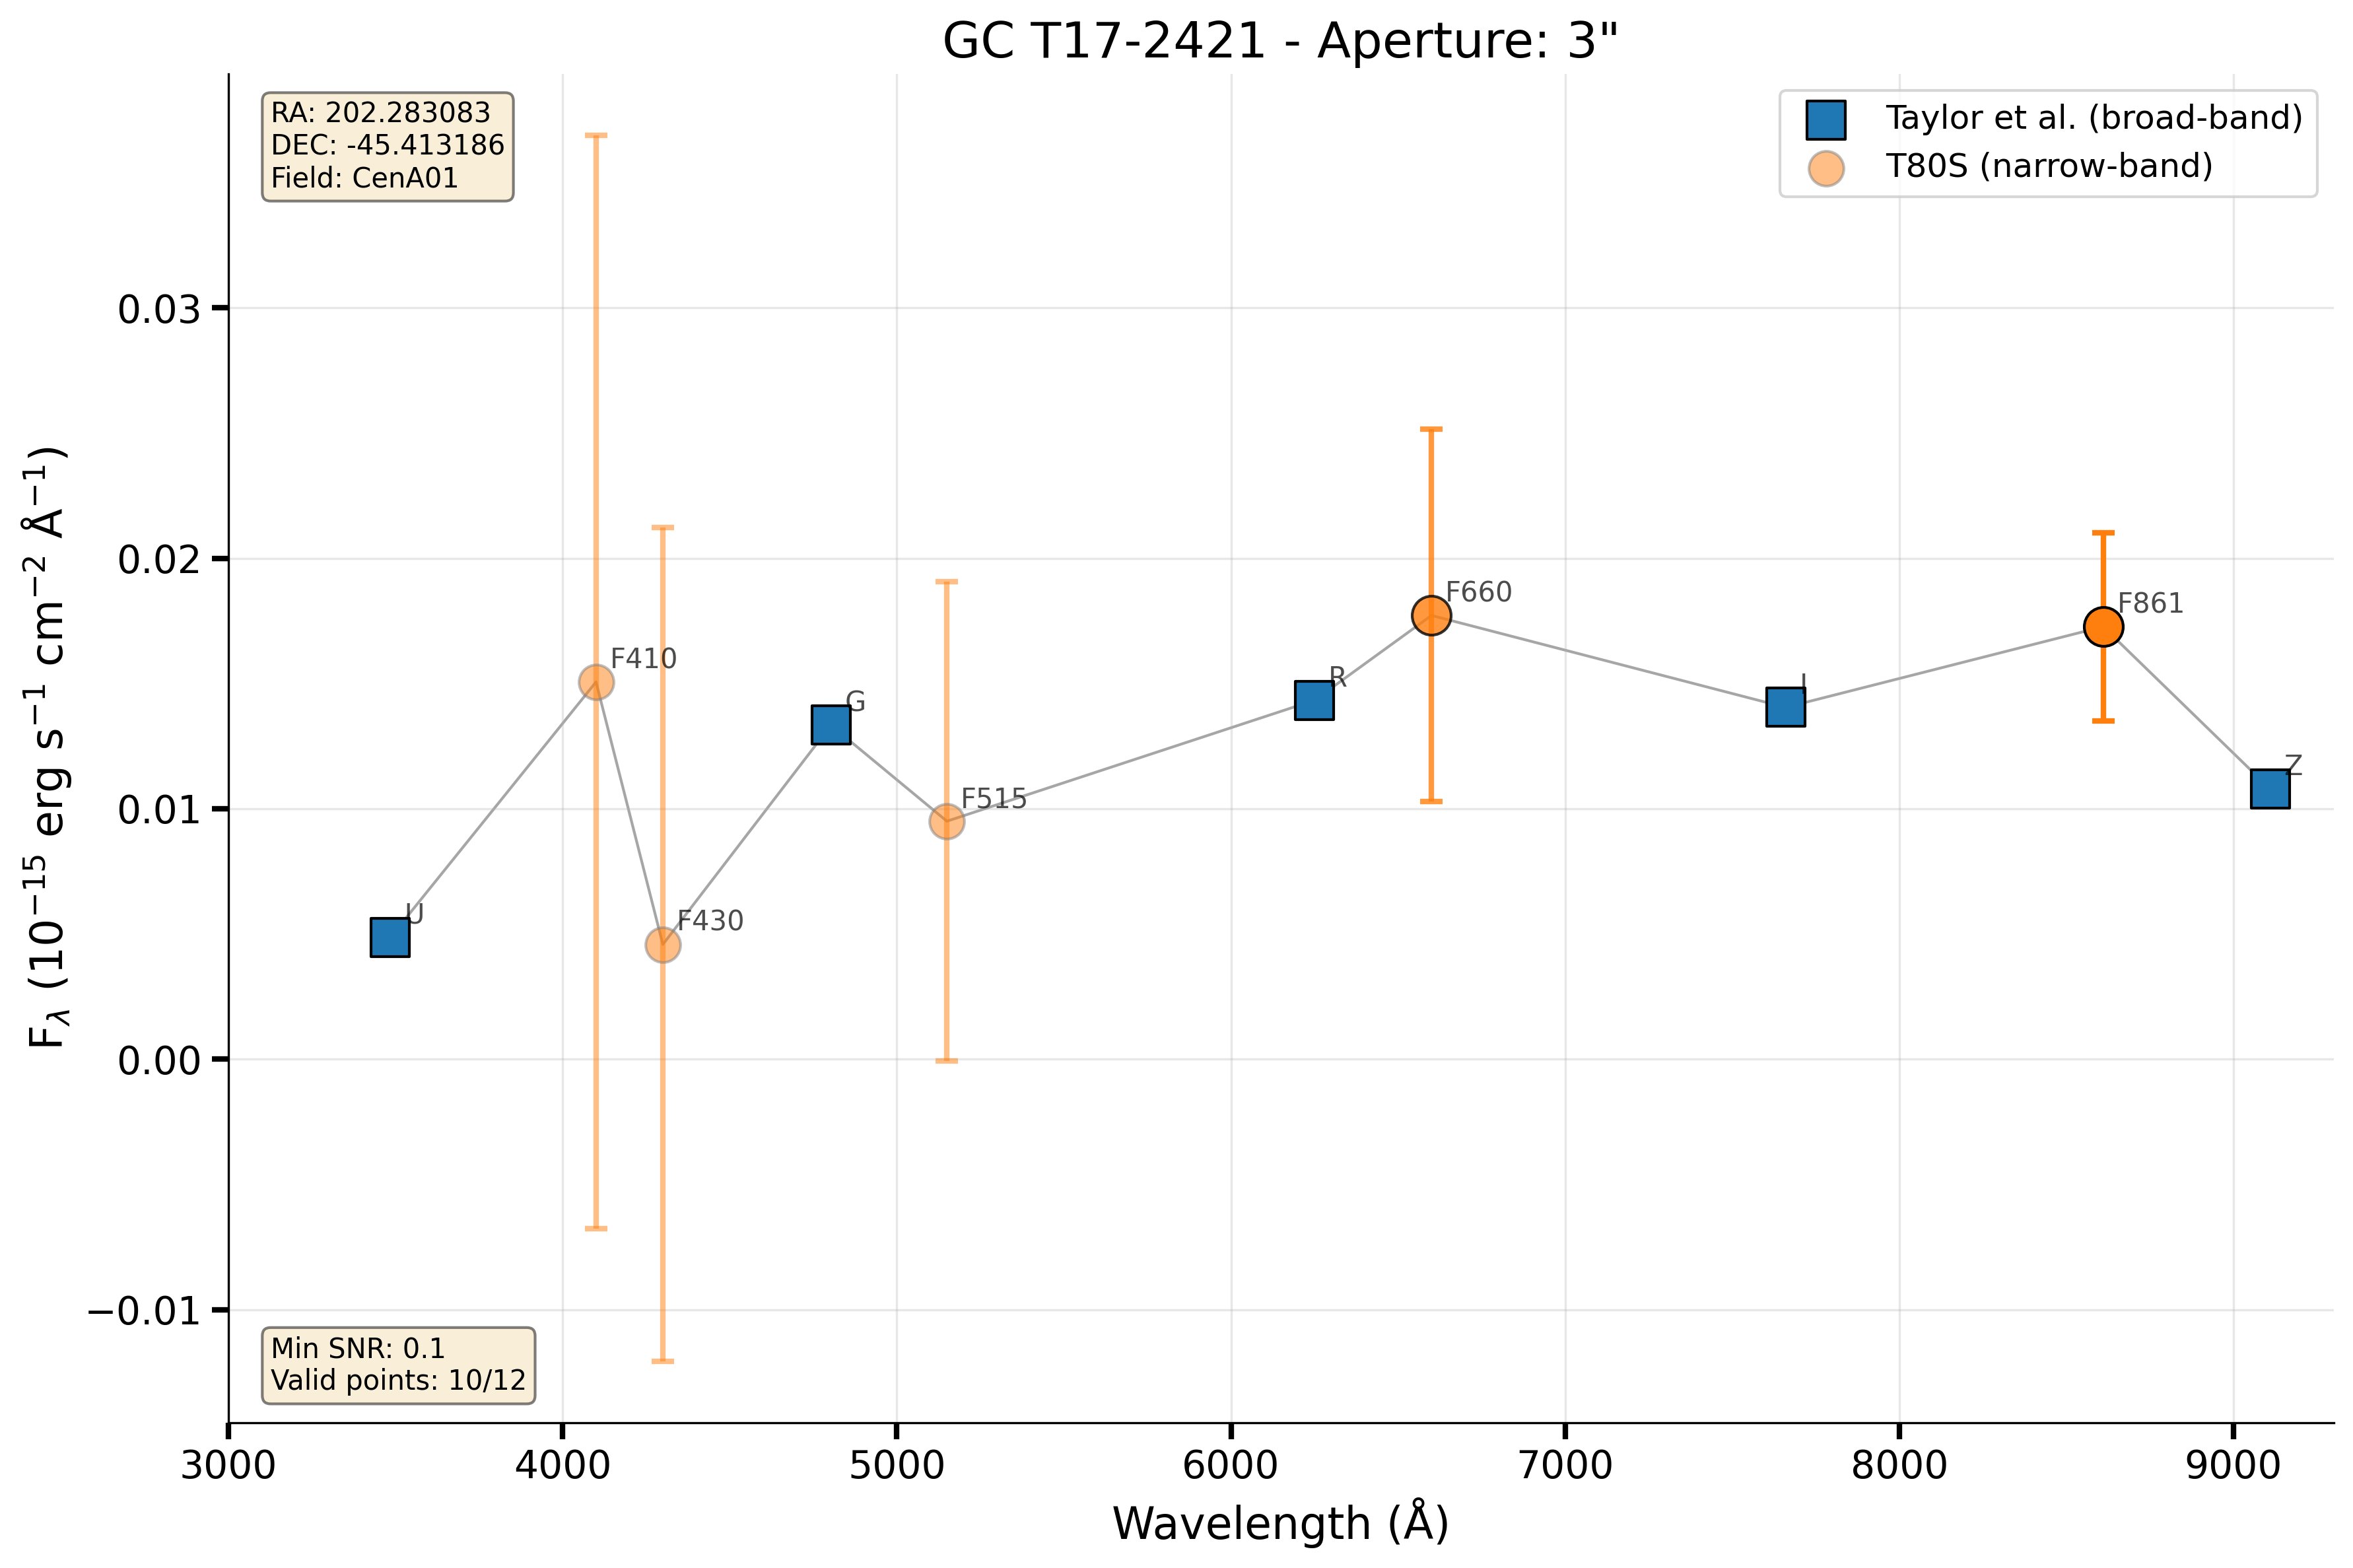 GC T17-2421 - Aperture: 3"
RA: 202.283083
DEC: -45.413186
Field: CenA01
Taylor et al. (broad-band)
T80S (narrow-band)
F_λ (10⁻¹⁵ erg s⁻¹ cm⁻² Å⁻¹)
0.03
0.02
0.01
0.00
−0.01
U
F410
F430
G
F515
R
F660
I
F861
Z
Min SNR: 0.1
Valid points: 10/12
3000
4000
5000
6000
7000
8000
9000
Wavelength (Å)